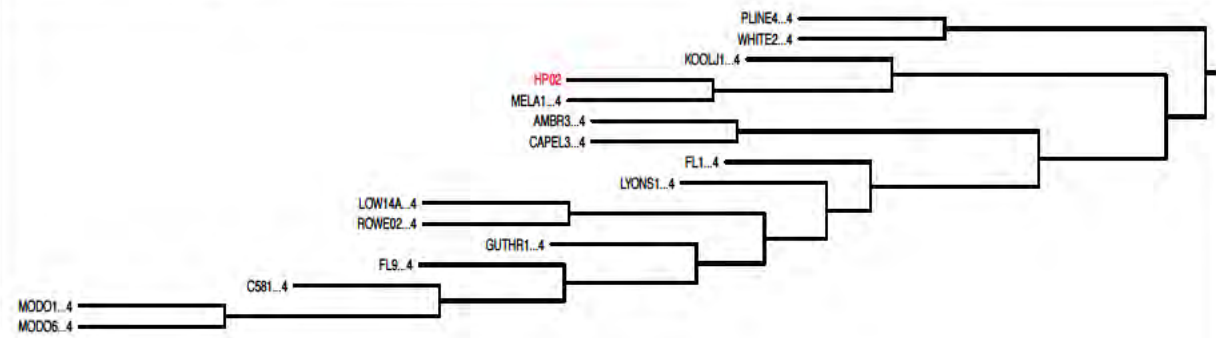 PLINE4...4
WHITE2...4
KOOLJ1...4
HP02
MELA1...4
AMBR3...4
CAPEL3...4
FL1...4
LYONS1...4
LOW14A...4
ROWE02...4
GUTHR1...4
FL9...4
C581...4
MODO1...4
MODO6...4